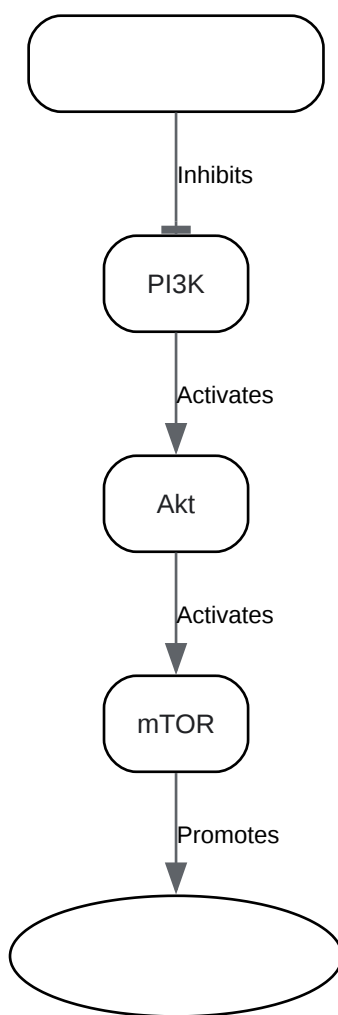 Inhibits
PI3K
Activates
Akt
Activates
mTOR
Promotes